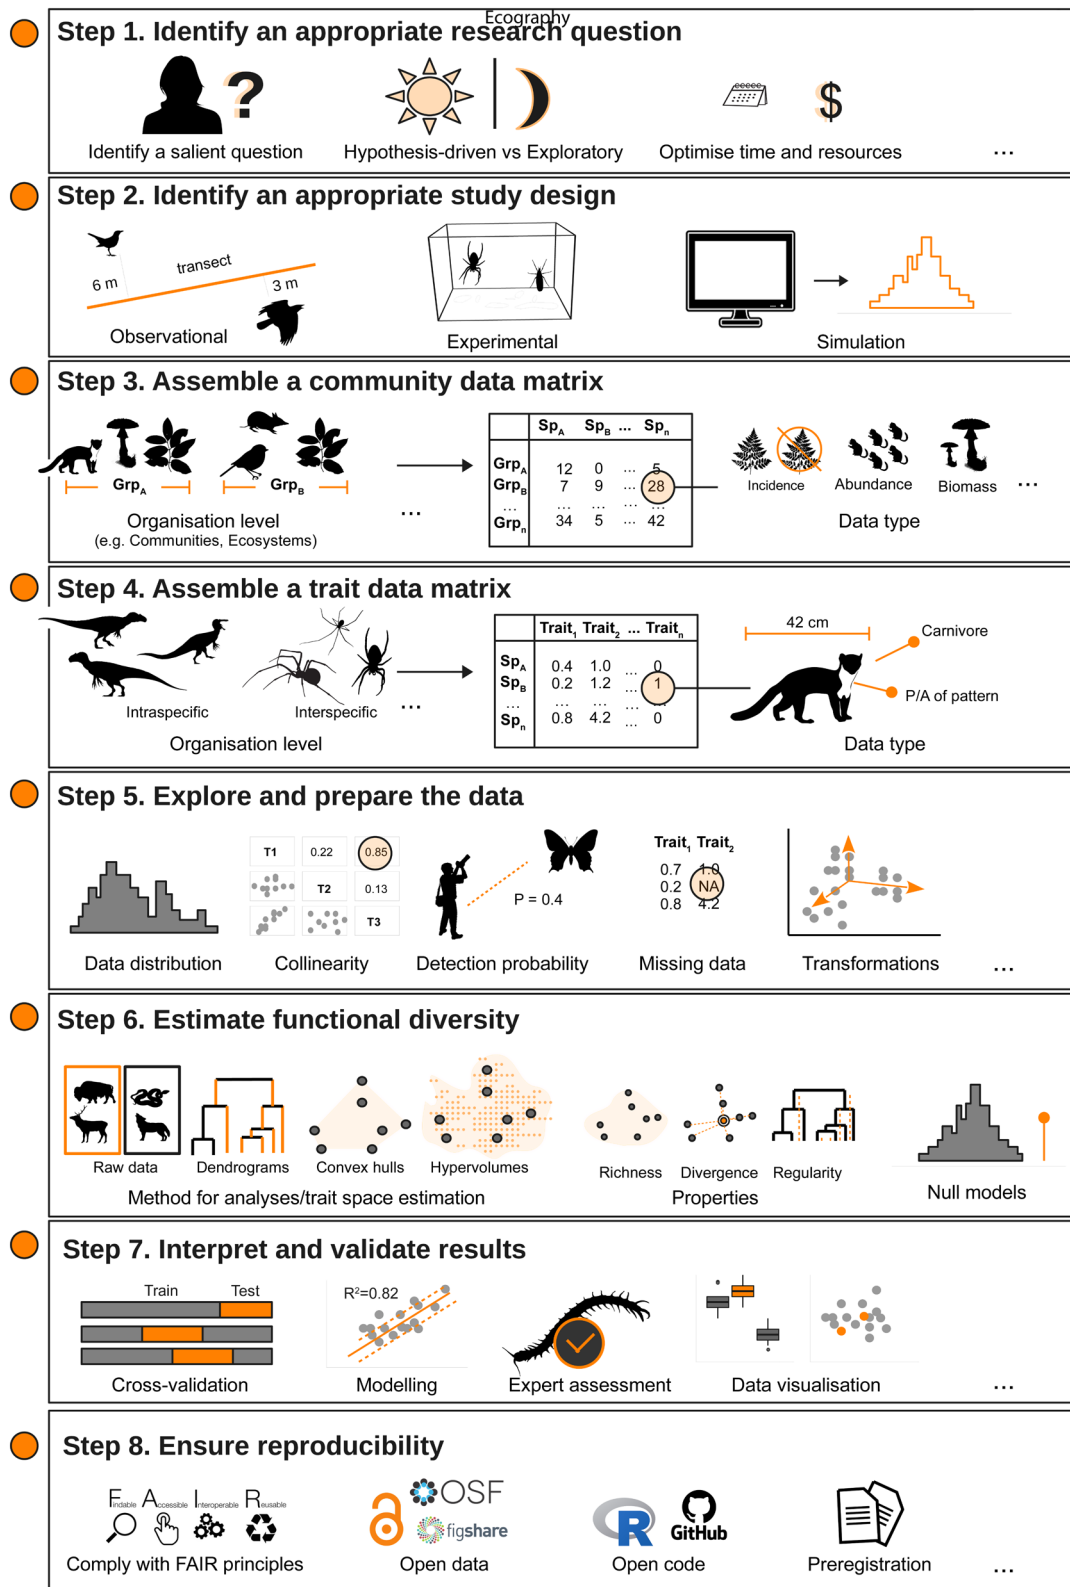 Ecography
Step 1. Identify an appropriate research question
?
$
Identify a salient question
Hypothesis-driven vs Exploratory
Optimise time and resources
...
Step 2. Identify an appropriate study design
6 m
transect
3 m
Observational
Experimental
Simulation
Step 3. Assemble a community data matrix
GrpA
GrpB
...
Organisation level
(e.g. Communities, Ecosystems)
SpA SpB ... Spn
GrpA 12 0 ... 5
GrpB 7 9 ... 28
... ... ... ... ...
Grpn 34 5 ... 42
Incidence
Abundance
Biomass
...
Data type
Step 4. Assemble a trait data matrix
Intraspecific
Interspecific
...
Organisation level
Trait1 Trait2 ... Traitn
SpA 0.4 1.0 ... 0
SpB 0.2 1.2 ... 1
... ... ... ... ...
Spn 0.8 4.2 ... 0
42 cm
Carnivore
P/A of pattern
Data type
Step 5. Explore and prepare the data
T1 0.22 0.85
T2 0.13
T3
P = 0.4
Trait1 Trait2
0.7 1.0
0.2 NA
0.8 4.2
Data distribution
Collinearity
Detection probability
Missing data
Transformations
...
Step 6. Estimate functional diversity
Raw data
Dendrograms
Convex hulls
Hypervolumes
Method for analyses/trait space estimation
Richness
Divergence
Regularity
Properties
Null models
Step 7. Interpret and validate results
Train
Test
R²=0.82
Cross-validation
Modelling
Expert assessment
Data visualisation
...
Step 8. Ensure reproducibility
Findable Accessible Interoperable Reusable
OSF
figshare
R
GitHub
Comply with FAIR principles
Open data
Open code
Preregistration
...